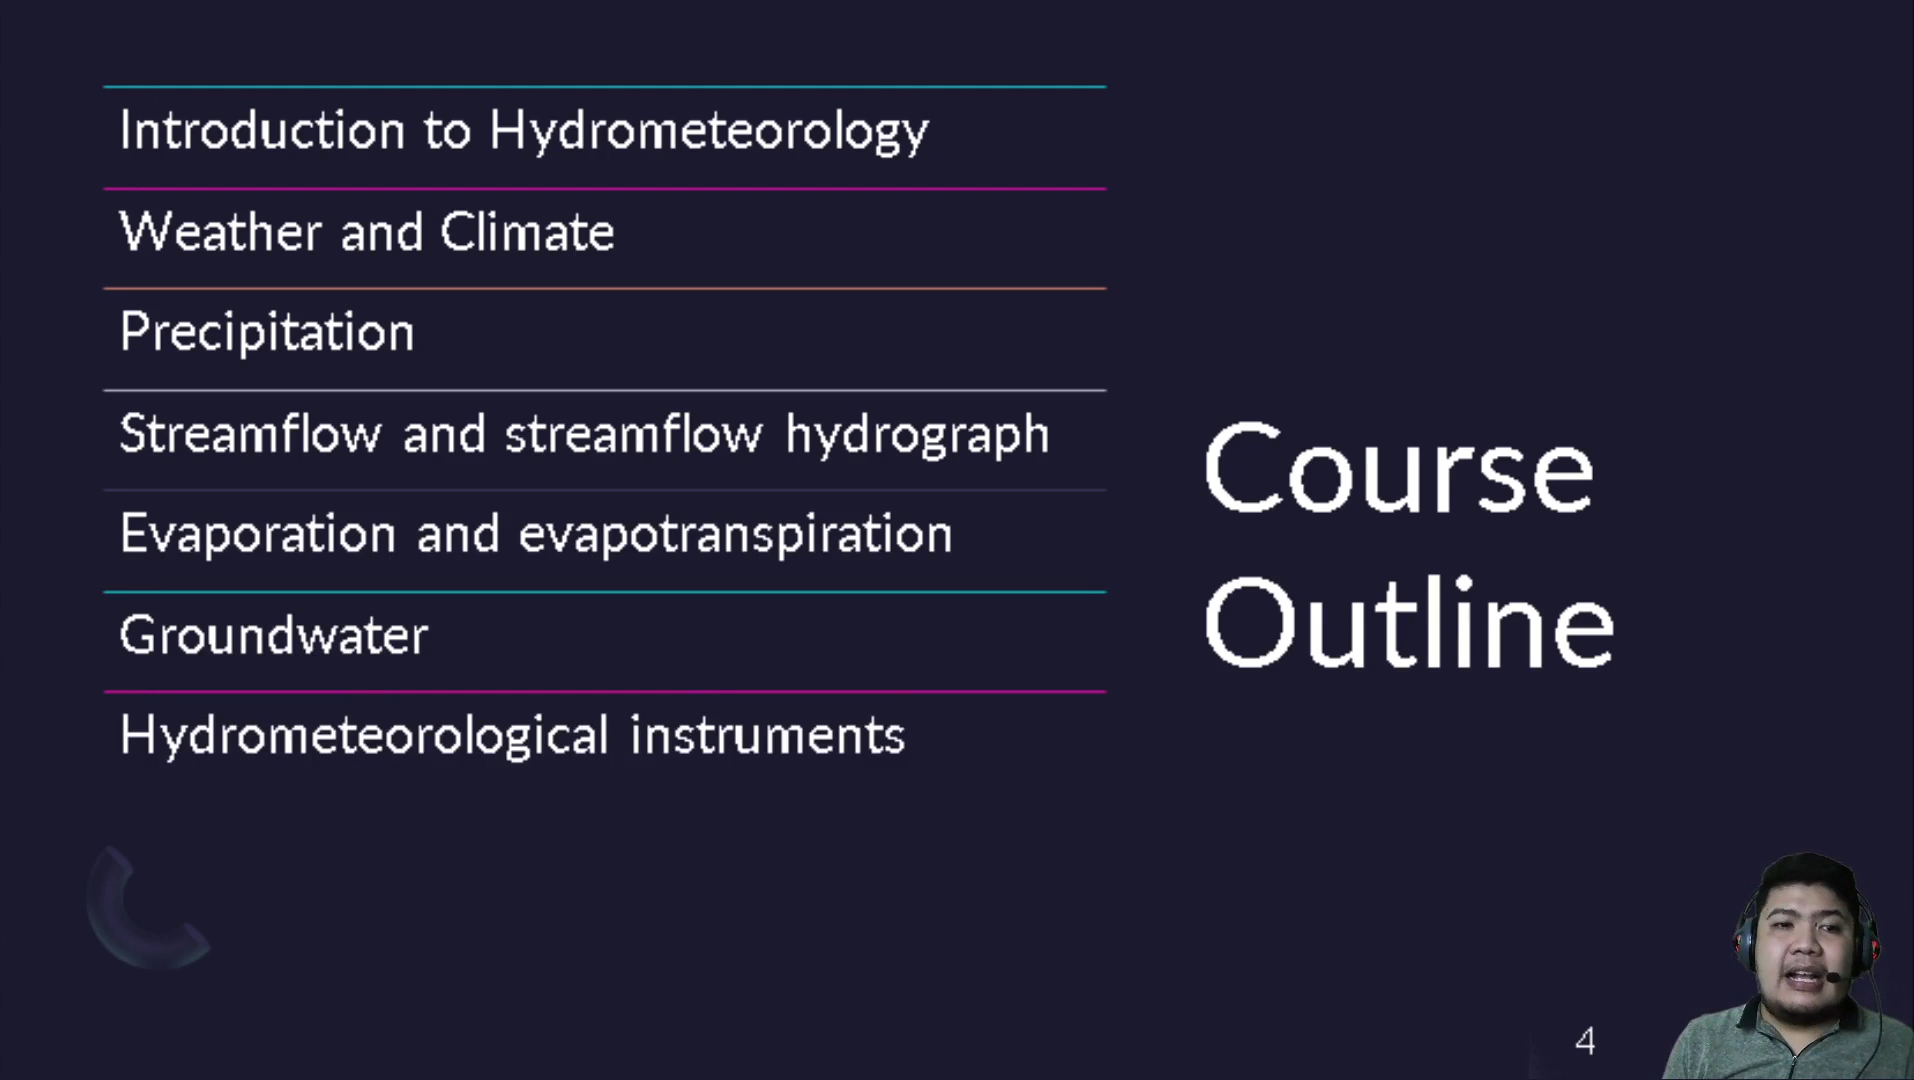 Introduction to Hydrometeorology
Weather and Climate
Precipitation
Streamflow and streamflow hydrograph
Evaporation and evapotranspiration
Groundwater
Hydrometeorological instruments
Course
Outline
4